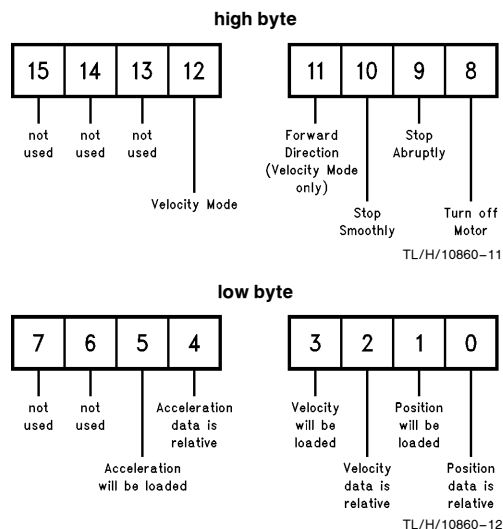 high byte
15 14 13 12 11 10 9 8
not used
not used
not used
Velocity Mode
Forward Direction (Velocity Mode only)
Stop Smoothly
Stop Abruptly
Turn off Motor
TL/H/10860–11
low byte
7 6 5 4 3 2 1 0
not used
not used
Acceleration will be loaded
Acceleration data is relative
Velocity will be loaded
Velocity data is relative
Position will be loaded
Position data is relative
TL/H/10860–12